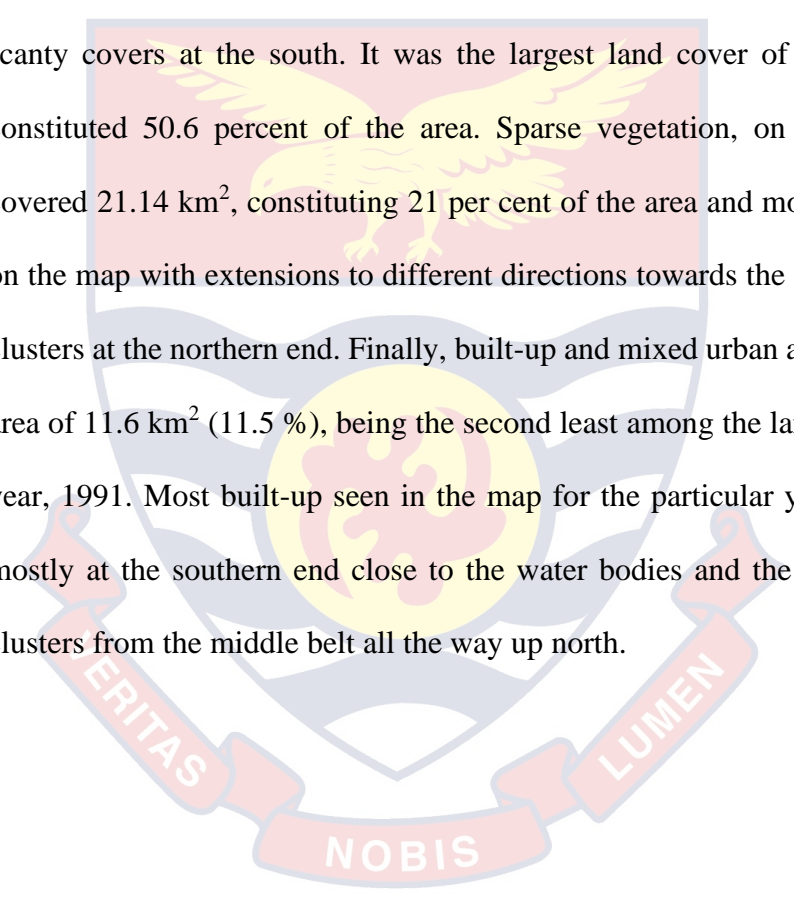 canty covers at the south. It was the largest land cover of
onstituted 50.6 percent of the area. Sparse vegetation, on
overed 21.14 km², constituting 21 per cent of the area and mo
on the map with extensions to different directions towards the
lusters at the northern end. Finally, built-up and mixed urban a
rea of 11.6 km² (11.5 %), being the second least among the la
year, 1991. Most built-up seen in the map for the particular y
mostly at the southern end close to the water bodies and the
lusters from the middle belt all the way up north.
VERITAS
NOBIS
LUMEN